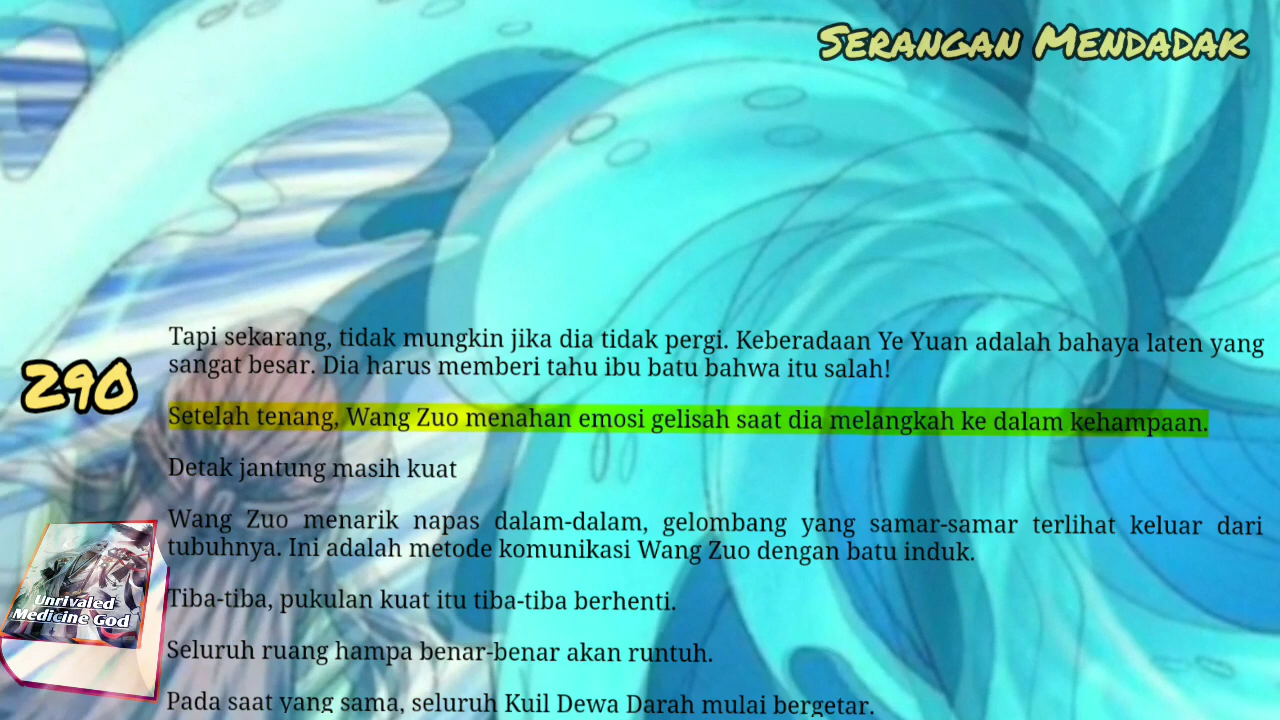 Serangan Mendadak
Tapi sekarang, tidak mungkin jika dia tidak pergi. Keberadaan Ye Yuan adalah bahaya laten yang
sangat besar. Dia harus memberi tahu ibu batu bahwa itu salah!
290
Setelah tenang, Wang Zuo menahan emosi gelisah saat dia melangkah ke dalam kehampaan.
Detak jantung masih kuat
Wang Zuo menarik napas dalam-dalam, gelombang yang samar-samar terlihat keluar dari
tubuhnya. Ini adalah metode komunikasi Wang Zuo dengan batu induk.
Tiba-tiba, pukulan kuat itu tiba-tiba berhenti.
Unrivaled
Medicine God
Seluruh ruang hampa benar-benar akan runtuh.
Pada saat yang sama, seluruh Kuil Dewa Darah mulai bergetar.